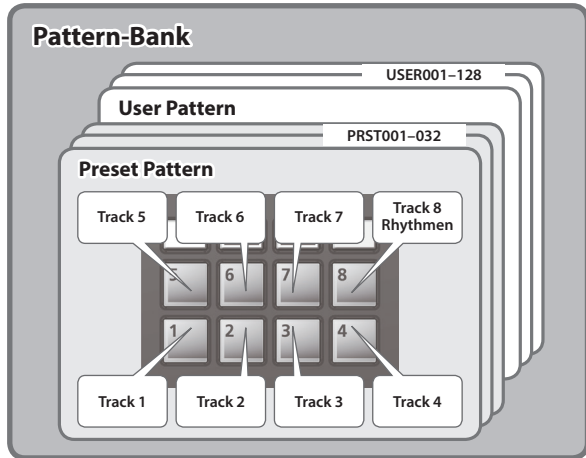 Pattern-Bank
USER001–128
User Pattern
PRST001–032
Preset Pattern
Track 5
Track 6
Track 7
Track 8
Rhythmen
5
6
7
8
1
2
3
4
Track 1
Track 2
Track 3
Track 4